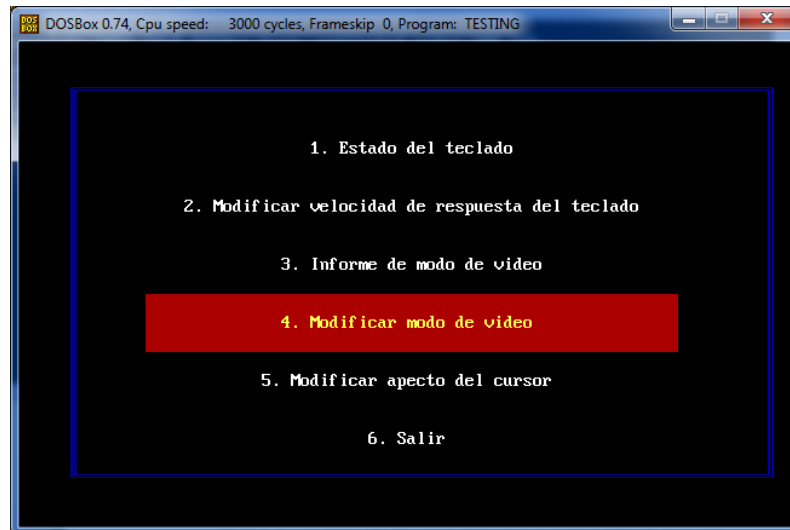 DOS
BOX
DOSBox 0.74, Cpu speed: 3000 cycles, Frameskip 0, Program: TESTING
1. Estado del teclado
2. Modificar velocidad de respuesta del teclado
3. Informe de modo de video
4. Modificar modo de video
5. Modificar apecto del cursor
6. Salir